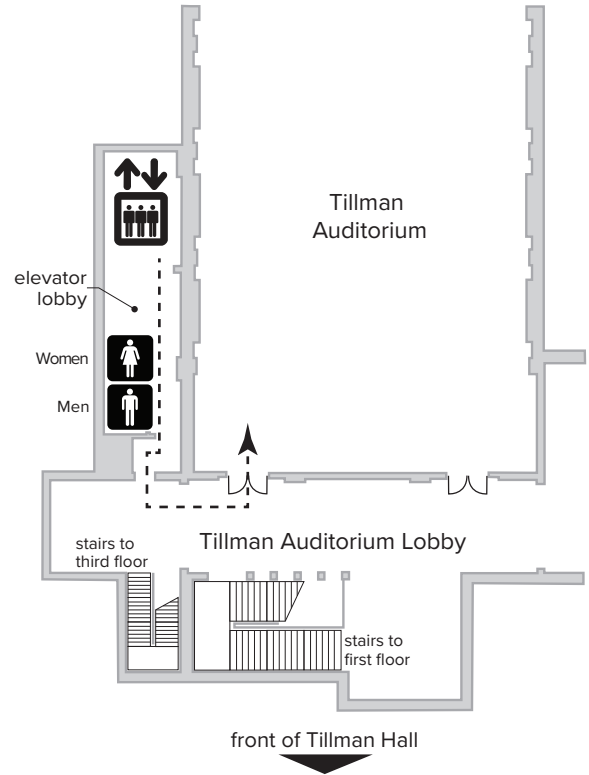 Tillman
Auditorium
elevator
lobby
Women
Men
Tillman Auditorium Lobby
stairs to
third floor
stairs to
first floor
front of Tillman Hall